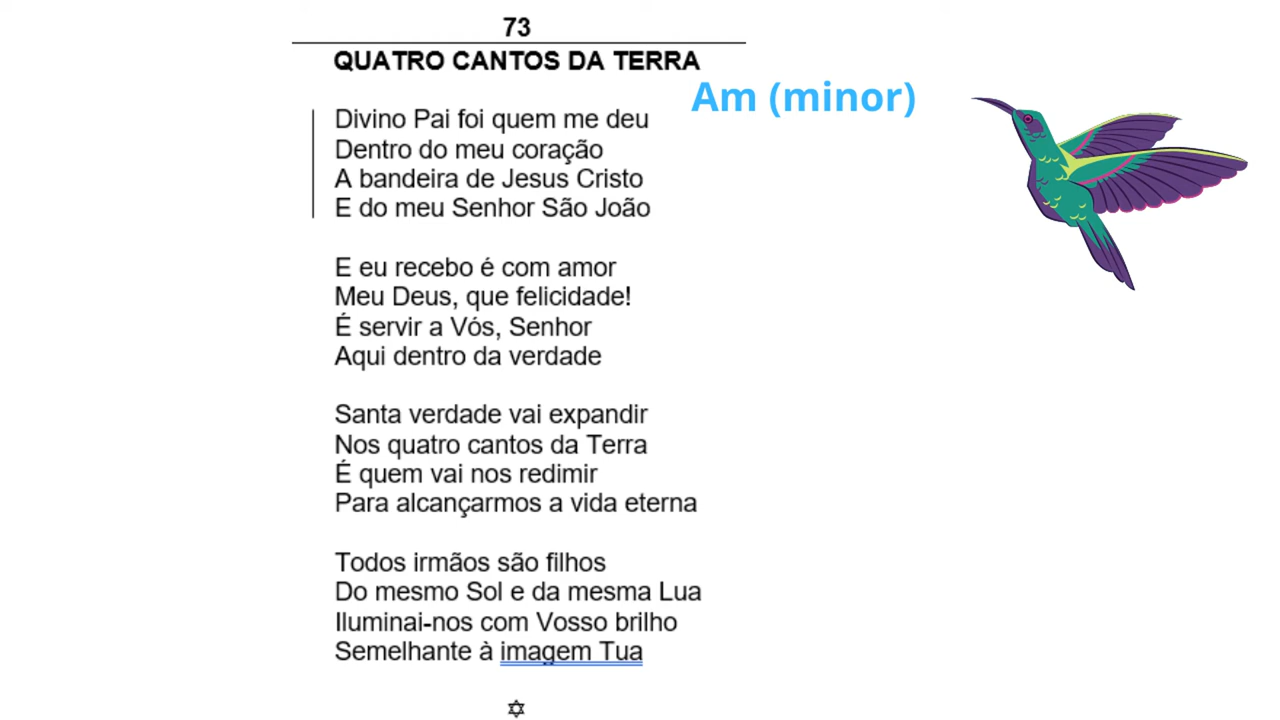 73
QUATRO CANTOS DA TERRA
Am (minor)
Divino Pai foi quem me deu
Dentro do meu coração
A bandeira de Jesus Cristo
E do meu Senhor São João
E eu recebo é com amor
Meu Deus, que felicidade!
É servir a Vós, Senhor
Aqui dentro da verdade
Santa verdade vai expandir
Nos quatro cantos da Terra
É quem vai nos redimir
Para alcançarmos a vida eterna
Todos irmãos são filhos
Do mesmo Sol e da mesma Lua
Iluminai-nos com Vosso brilho
Semelhante à imagem Tua